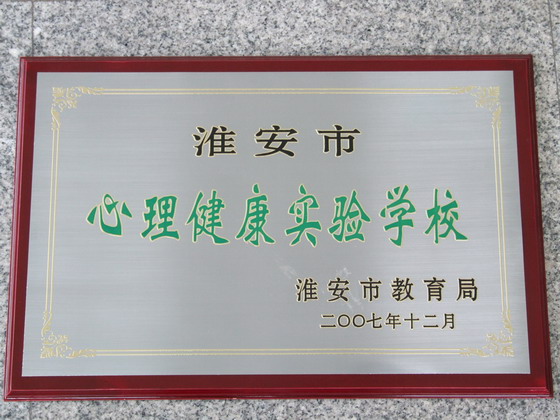 淮安市
心理健康实验学校
淮安市教育局
二〇〇七年十二月